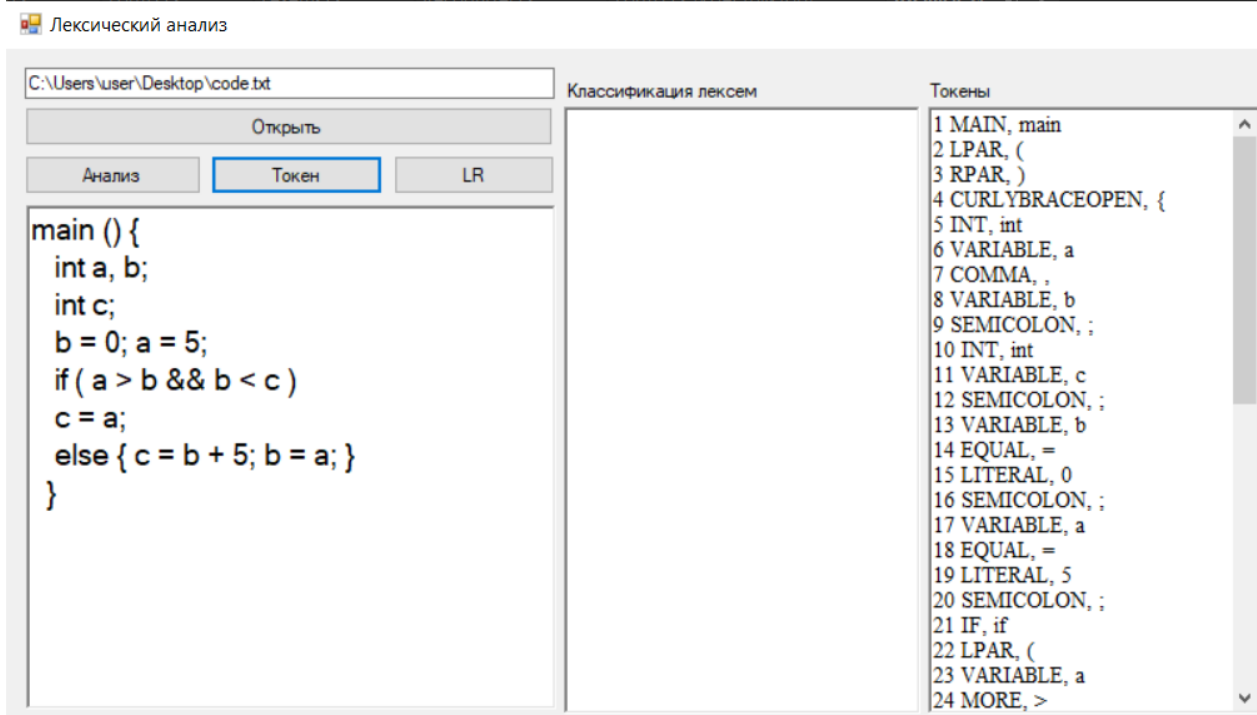 Лексический анализ
C:\Users\user\Desktop\code.txt
Открыть
Анализ Токен LR
main () {
int a, b;
int c;
b = 0; a = 5;
if ( a > b && b < c )
c = a;
else { c = b + 5; b = a; }
}
Классификация лексем
Токены
1 MAIN, main
2 LPAR, (
3 RPAR, )
4 CURLYBRACEOPEN, {
5 INT, int
6 VARIABLE, a
7 COMMA, ,
8 VARIABLE, b
9 SEMICOLON, ;
10 INT, int
11 VARIABLE, c
12 SEMICOLON, ;
13 VARIABLE, b
14 EQUAL, =
15 LITERAL, 0
16 SEMICOLON, ;
17 VARIABLE, a
18 EQUAL, =
19 LITERAL, 5
20 SEMICOLON, ;
21 IF, if
22 LPAR, (
23 VARIABLE, a
24 MORE, >